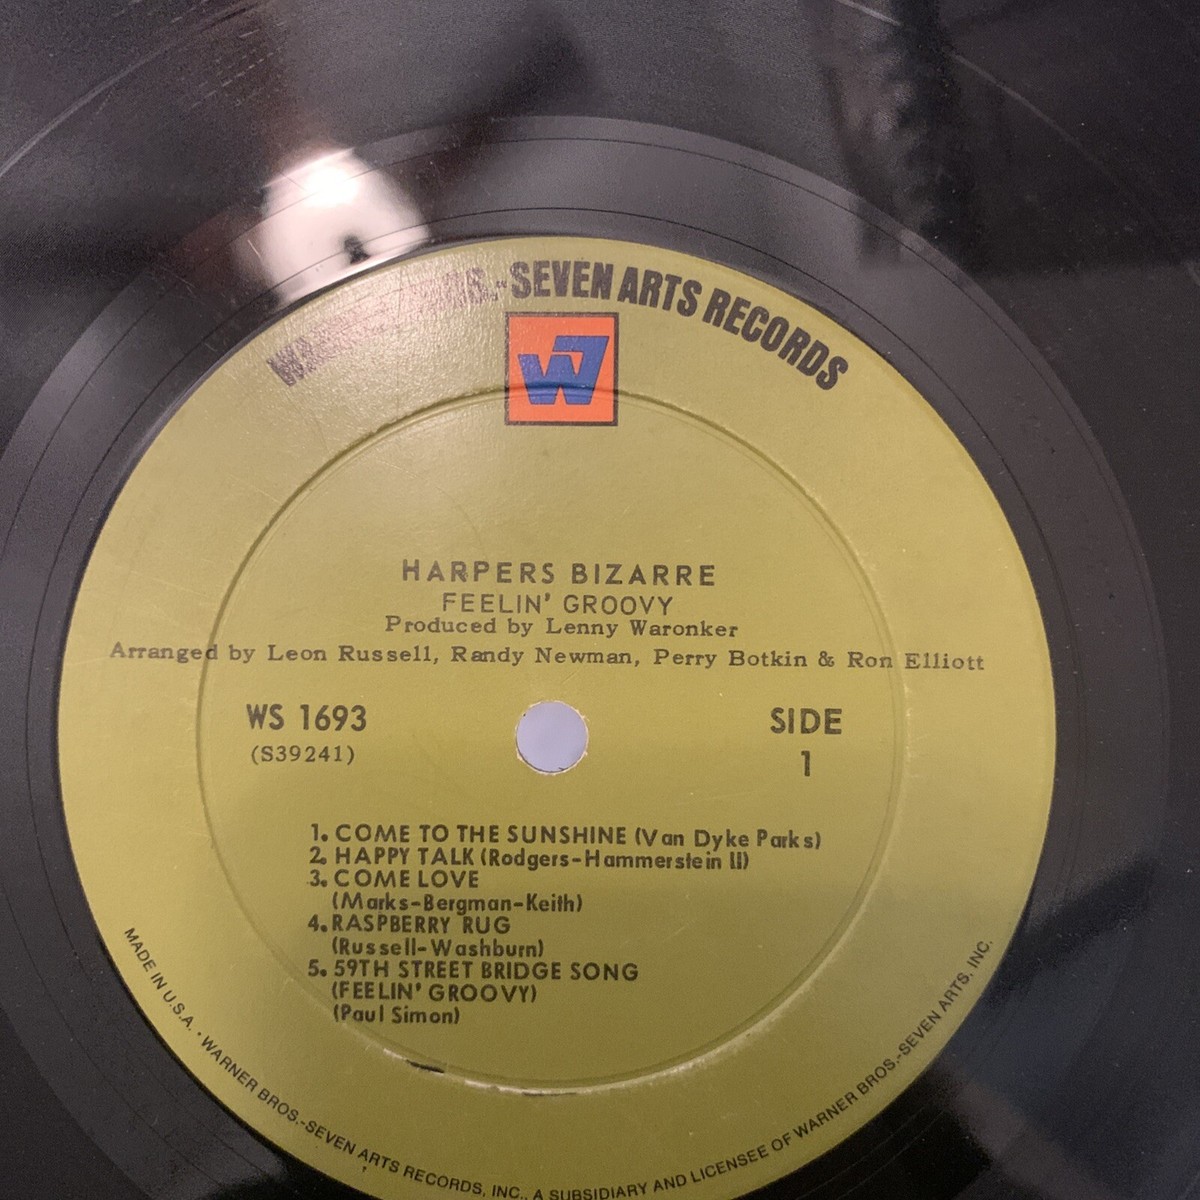 BROS.-SEVEN ARTS RECORDS
W
HARPERS BIZARRE
FEELIN' GROOVY
Produced by Lenny Waronker
Arranged by Leon Russell, Randy Newman, Perry Botkin & Ron Elliott
WS 1693
(S39241)
SIDE
1
1. COME TO THE SUNSHINE (Van Dyke Parks)
2. HAPPY TALK (Rodgers-Hammerstein II)
3. COME LOVE
(Marks-Bergman-Keith)
4. RASPBERRY RUG
(Russell-Washburn)
5. 59TH STREET BRIDGE SONG
(FEELIN' GROOVY)
(Paul Simon)
MADE IN U.S.A. • WARNER BROS.-SEVEN ARTS RECORDS, INC., A SUBSIDIARY AND LICENSEE OF WARNER BROS.-SEVEN ARTS, INC.